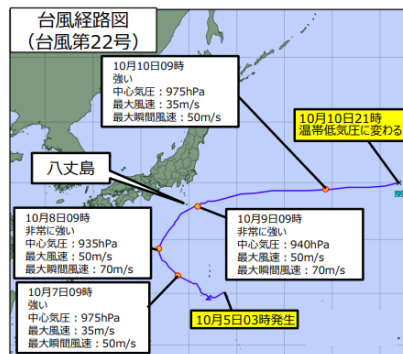 台風経路図
(台風第22号)
10月10日09時
強い
中心気圧：975hPa
最大風速：35m/s
最大瞬間風速：50m/s
10月10日21時
温帯低気圧に変わる
八丈島
10月8日09時
非常に強い
中心気圧：935hPa
最大風速：50m/s
最大瞬間風速：70m/s
10月9日09時
非常に強い
中心気圧：940hPa
最大風速：50m/s
最大瞬間風速：70m/s
10月7日09時
強い
中心気圧：975hPa
最大風速：35m/s
最大瞬間風速：50m/s
10月5日03時発生